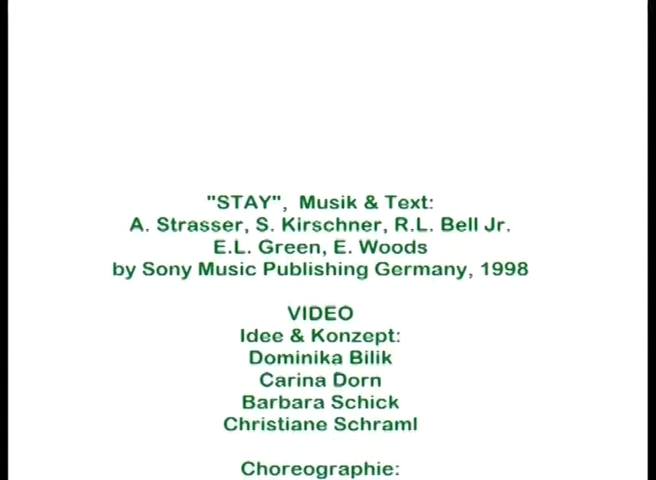 "STAY", Musik & Text:
A. Strasser, S. Kirschner, R.L. Bell Jr.
E.L. Green, E. Woods
by Sony Music Publishing Germany, 1998
VIDEO
Idee & Konzept:
Dominika Bilik
Carina Dorn
Barbara Schick
Christiane Schraml
Choreographie: